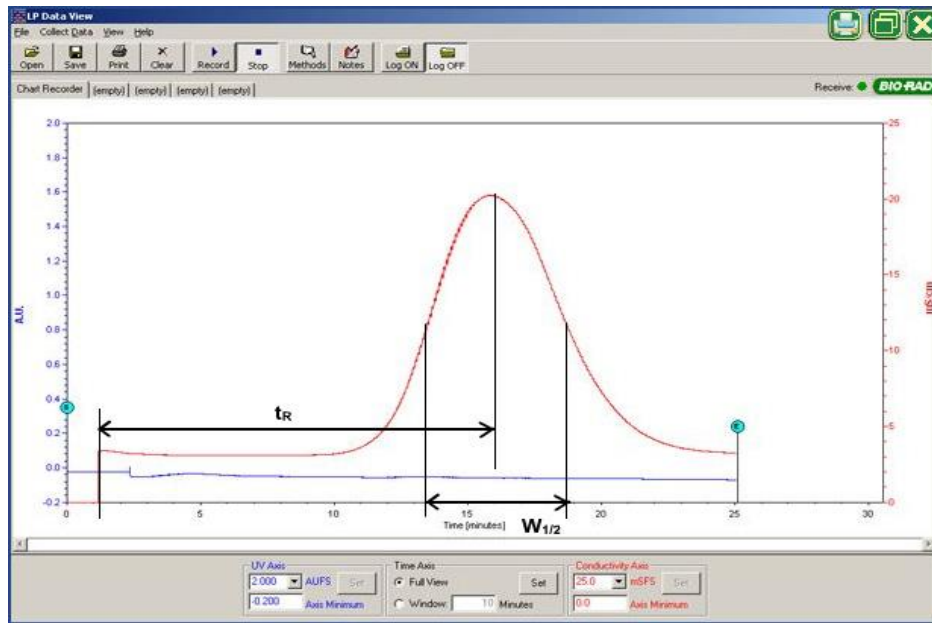 LP Data View
File Collect Data View Help
Open Save Print Clear Record Stop Methods Notes Log ON Log OFF
Chart Recorder (empty) (empty) (empty) (empty) Receive: BIO-RAD
2.0 25
1.8
1.6 20
1.4
1.2
1.0 15
A.U. mS/cm
0.8
10
0.6
0.4
tR 5
0.2
0.0
-0.2 0
0 5 10 15 20 25 30
Time [minutes]
W1/2
UV Axis Time Axis Conductivity Axis
2.000 AUFS Set Full View Set 25.0 mSFS Set
-0.200 Axis Minimum Window: 10 Minutes 0.0 Axis Minimum